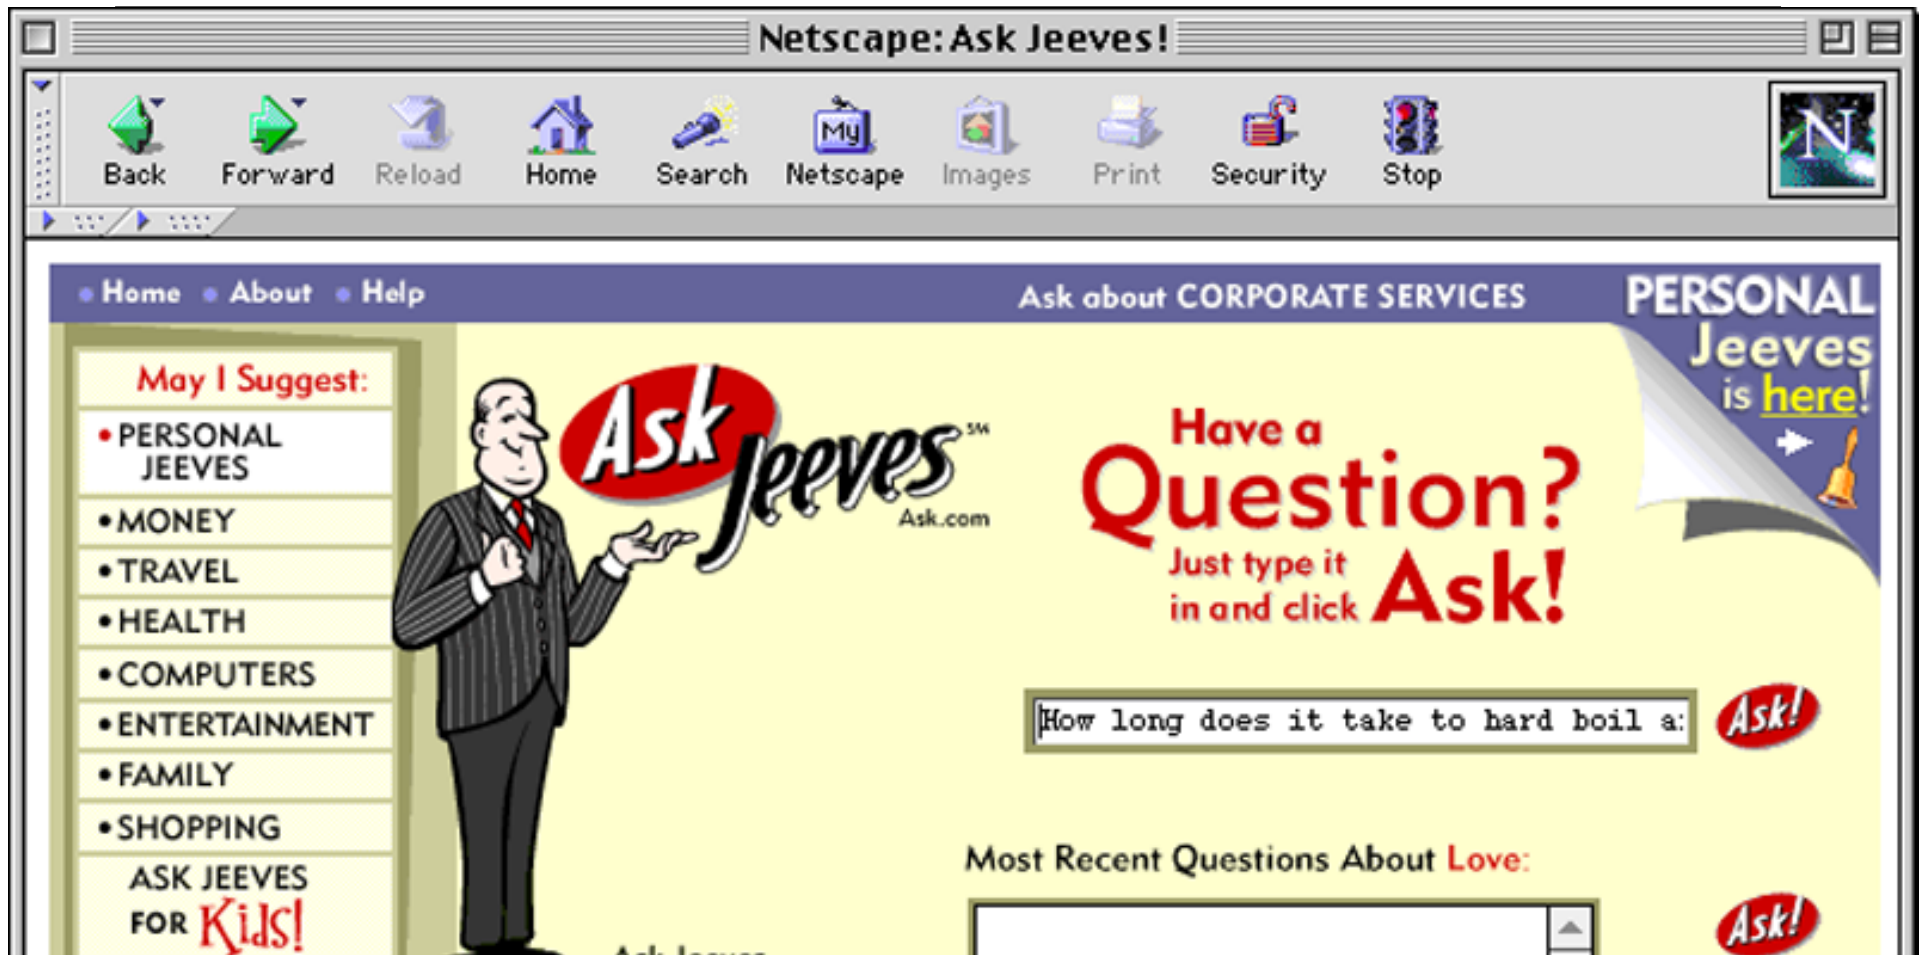 Netscape: Ask Jeeves!
Back Forward Reload Home Search My Netscape Images Print Security Stop
N
Home About Help Ask about CORPORATE SERVICES
PERSONAL
Jeeves
is here!
May I Suggest:
PERSONAL
JEEVES
MONEY
TRAVEL
HEALTH
COMPUTERS
ENTERTAINMENT
FAMILY
SHOPPING
ASK JEEVES
FOR Kids!
Ask Jeeves SM
Ask.com
Have a
Question?
Just type it
in and click Ask!
How long does it take to hard boil a
Ask!
Most Recent Questions About Love:
Ask!
Ask Jeeves